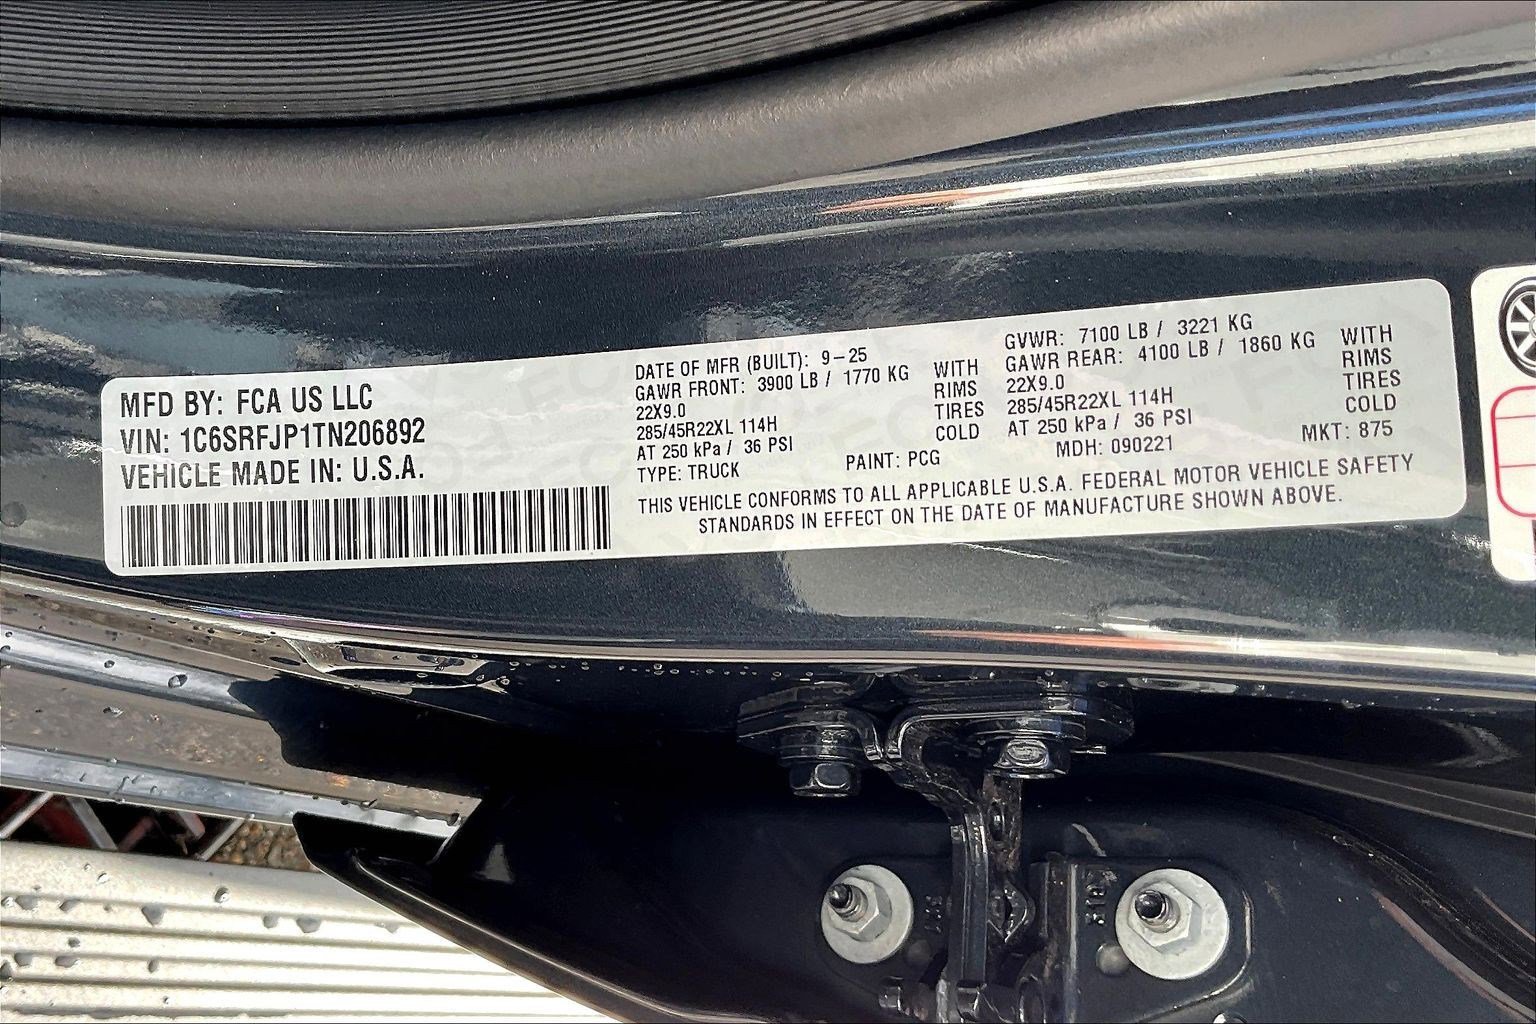 MFD BY: FCA US LLC
VIN: 1C6SRFJP1TN206892
VEHICLE MADE IN: U.S.A.
DATE OF MFR (BUILT): 9-25
GAWR FRONT: 3900 LB / 1770 KG WITH
22X9.0 RIMS
285/45R22XL 114H TIRES
AT 250 kPa / 36 PSI COLD
TYPE: TRUCK PAINT: PCG
GVWR: 7100 LB / 3221 KG
GAWR REAR: 4100 LB / 1860 KG WITH
22X9.0 RIMS
285/45R22XL 114H TIRES
AT 250 kPa / 36 PSI COLD
MDH: 090221 MKT: 875
THIS VEHICLE CONFORMS TO ALL APPLICABLE U.S.A. FEDERAL MOTOR VEHICLE SAFETY
STANDARDS IN EFFECT ON THE DATE OF MANUFACTURE SHOWN ABOVE.